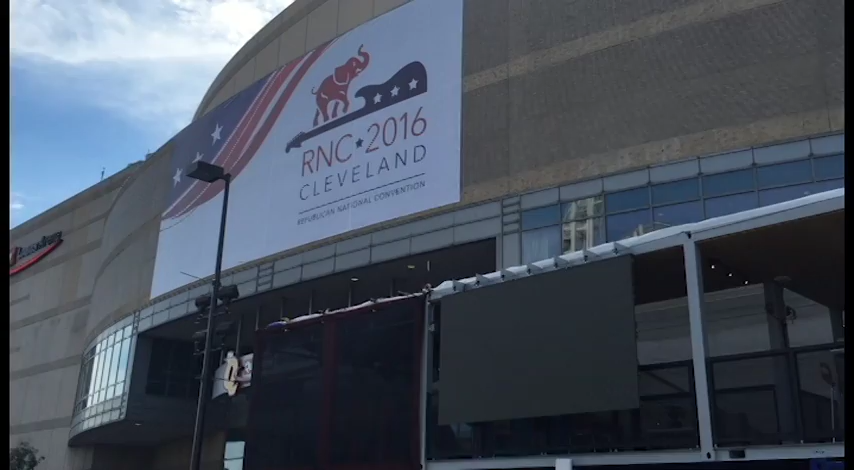 RNC★2016
CLEVELAND
REPUBLICAN NATIONAL CONVENTION